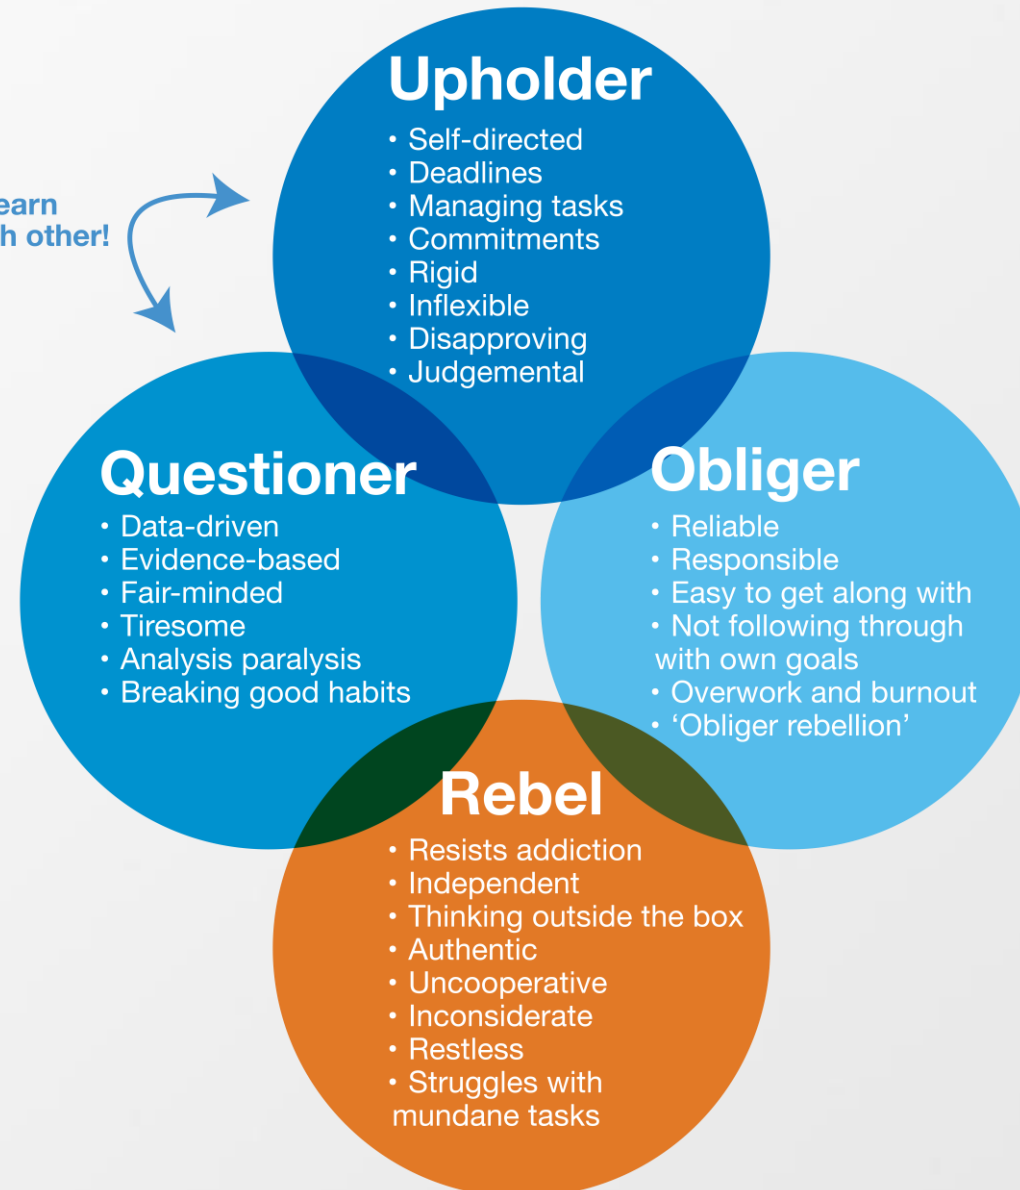 Upholder
• Self-directed
• Deadlines
• Managing tasks
• Commitments
• Rigid
• Inflexible
• Disapproving
• Judgemental
earn
h other!
Questioner
• Data-driven
• Evidence-based
• Fair-minded
• Tiresome
• Analysis paralysis
• Breaking good habits
Obliger
• Reliable
• Responsible
• Easy to get along with
• Not following through
with own goals
• Overwork and burnout
• ‘Obliger rebellion’
Rebel
• Resists addiction
• Independent
• Thinking outside the box
• Authentic
• Uncooperative
• Inconsiderate
• Restless
• Struggles with
mundane tasks